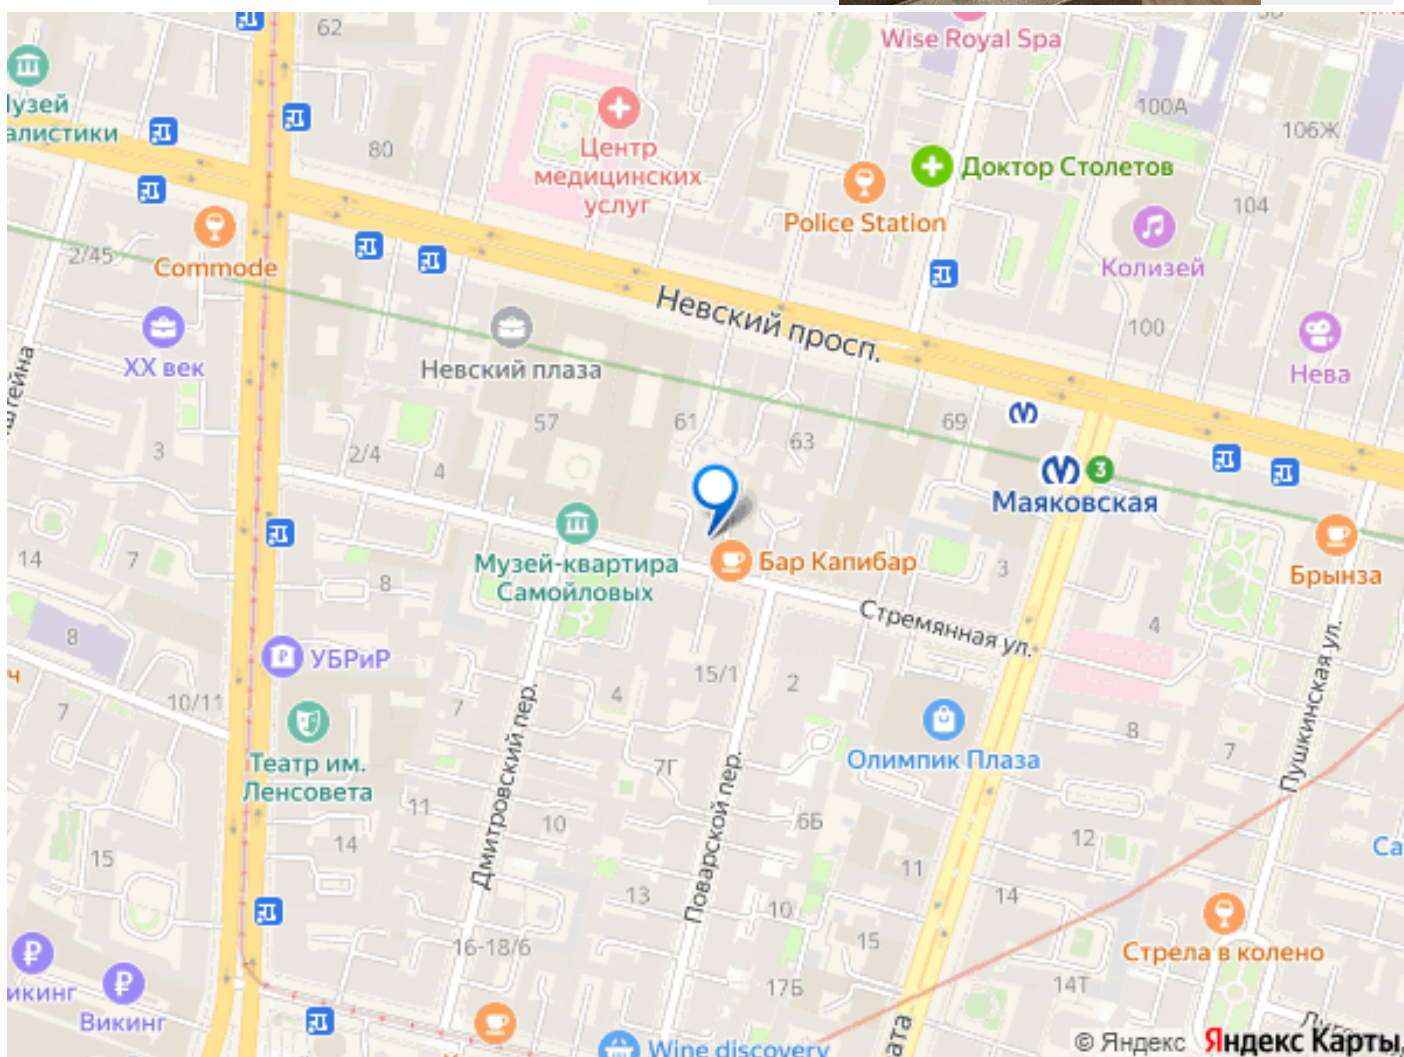 62
Wise Royal Spa
100А
106Ж
80
Центр
медицинских
услуг
Доктор Столетов
Police Station
104
2/45
Commode
Колизей
Невский просп.
100
ХХ век
Невский плаза
Нева
57
61
63
69
3
2/4
4
Маяковская
3
Музей-квартира
Самойловых
Бар Капибар
Брынза
14
7
8
3
Стремянная ул.
4
8
УБРиР
15/1
2
4
10/11
7
7
Театр им.
Ленсовета
Дмитровский пер.
7Г
Поварской пер.
Олимпик Плаза
8
7
Пушкинская ул.
11
10
6Б
12
14
15
11
13
10
14
16-18/6
15
Стрела в колено
14Т
17Б
Викинг
Wine discovery
© Яндекс Яндекс Карты